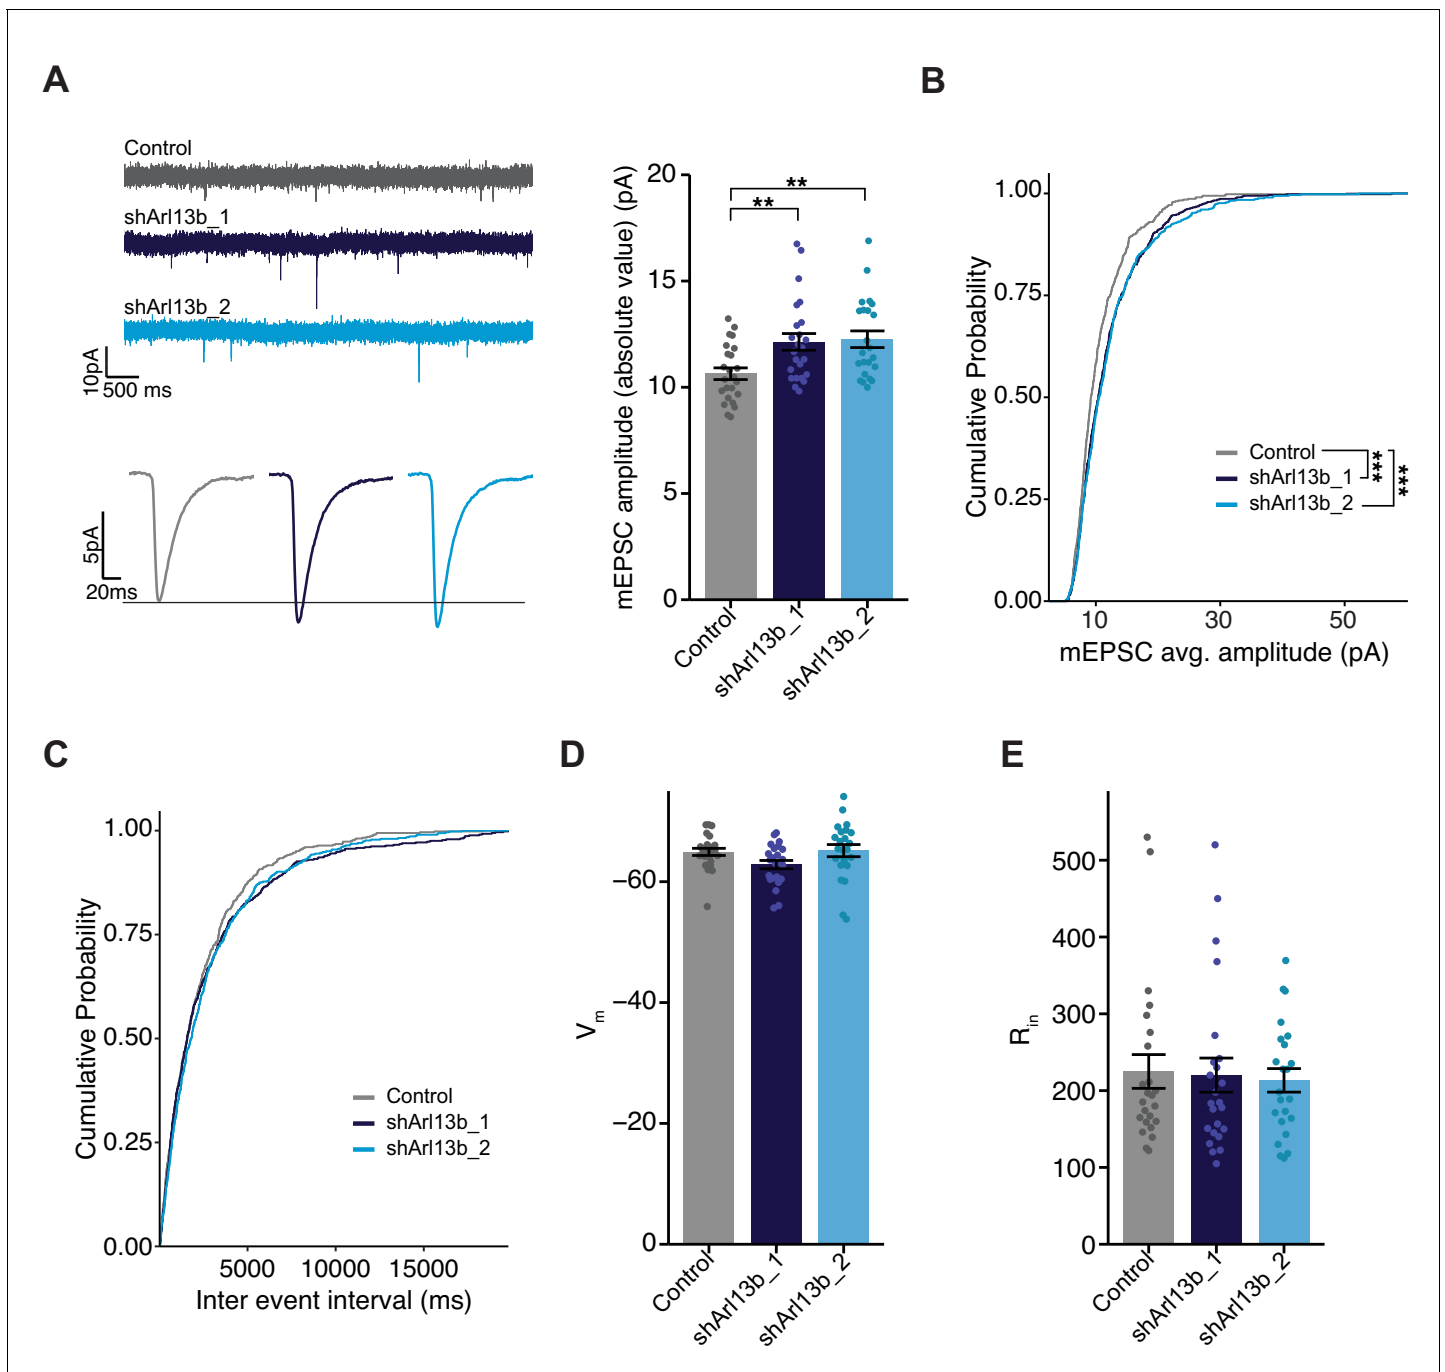 A
Control
shArl13b_1
shArl13b_2
10pA
500 ms
5pA
20ms
mEPSC amplitude (absolute value) (pA)
20
15
10
5
0
**
**
Control
shArl13b_1
shArl13b_2
B
Cumulative Probability
1.00
0.75
0.50
0.25
0.00
10
30
50
mEPSC avg. amplitude (pA)
Control
shArl13b_1
shArl13b_2
***
***
C
Cumulative Probability
1.00
0.75
0.50
0.25
0.00
5000
10000
15000
Inter event interval (ms)
Control
shArl13b_1
shArl13b_2
D
Vm
−60
−40
−20
0
Control
shArl13b_1
shArl13b_2
E
Rin
500
400
300
200
100
0
Control
shArl13b_1
shArl13b_2